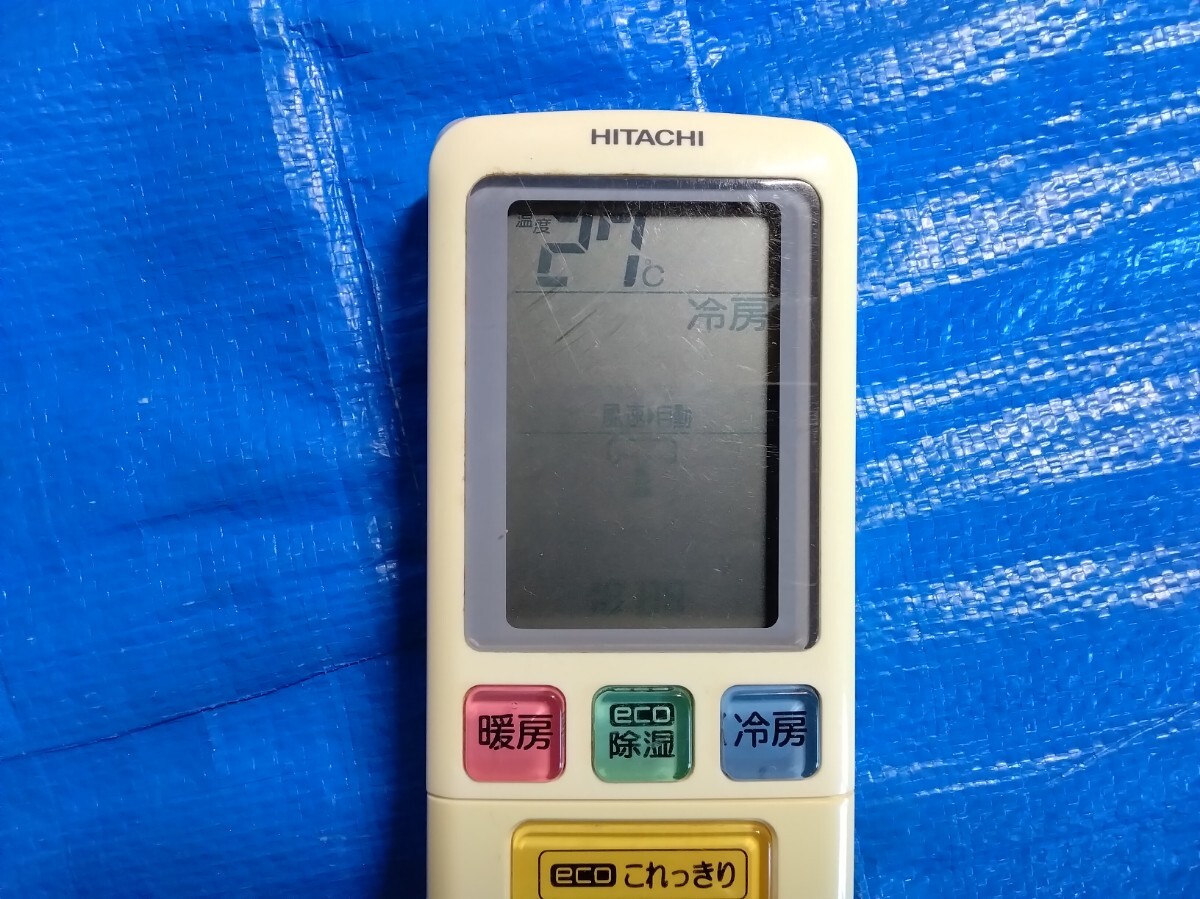 HITACHI
温度 27℃
冷房
風速自動
暖房
eco
除湿
冷房
eco これっきり